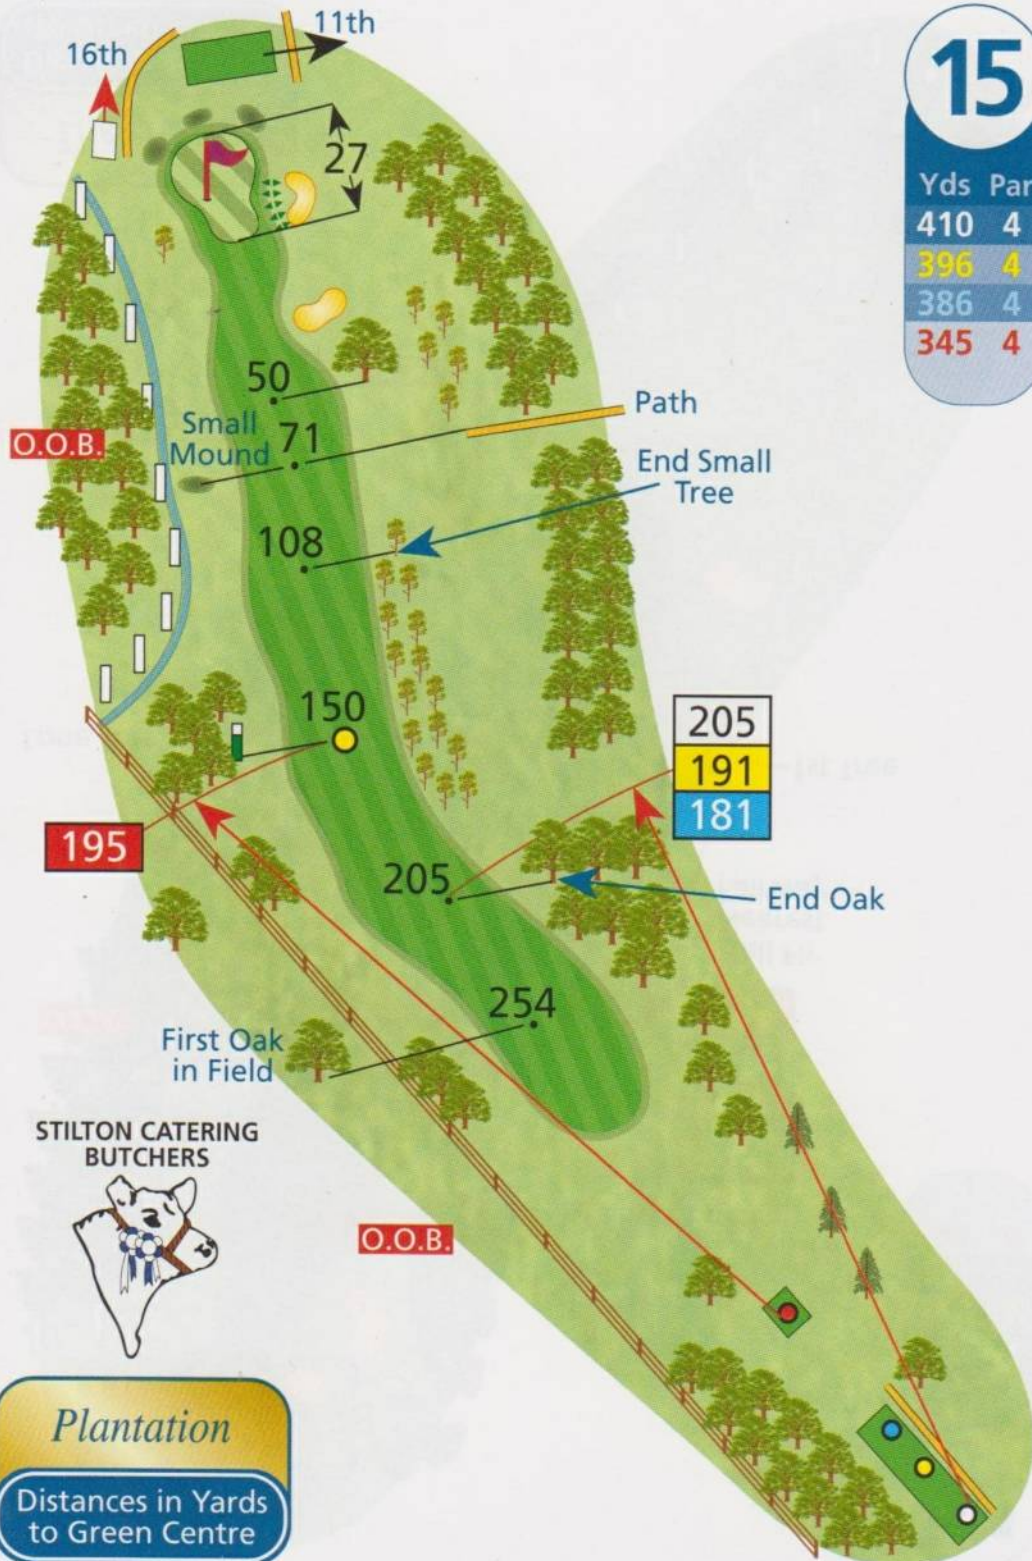 11th
16th
15
27
Yds Par
410 4
396 4
386 4
345 4
50
Path
O.O.B.
Small
Mound
71
End Small
Tree
108
150
205
191
181
195
205
End Oak
254
First Oak
in Field
STILTON CATERING
BUTCHERS
O.O.B.
Plantation
Distances in Yards
to Green Centre